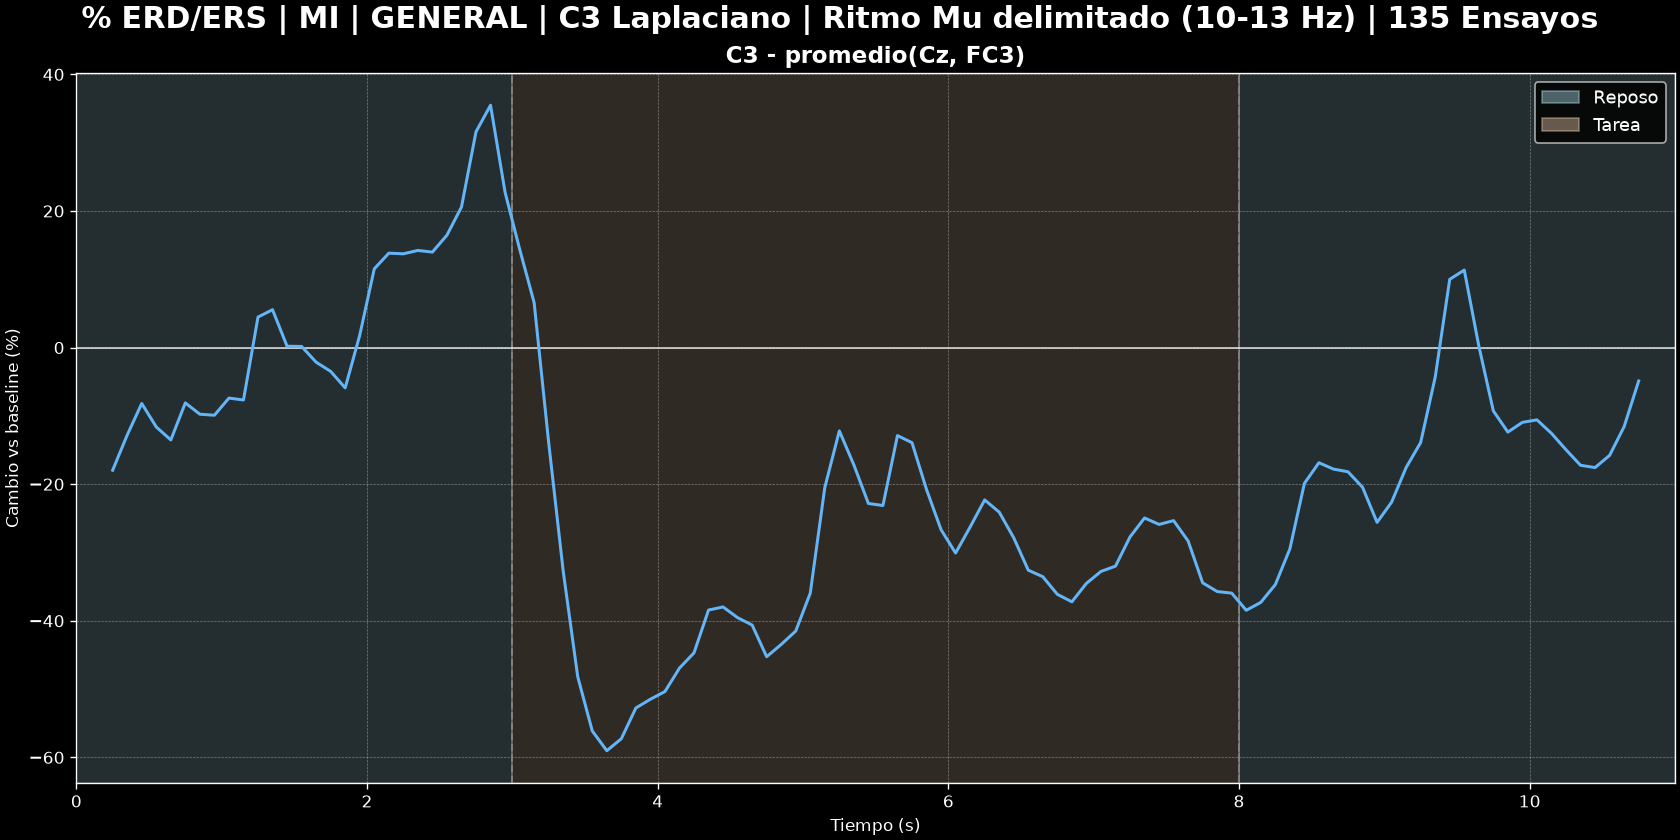 % ERD/ERS | MI | GENERAL | C3 Laplaciano | Ritmo Mu delimitado (10-13 Hz) | 135 Ensayos
C3 - promedio(Cz, FC3)
Reposo
Tarea
Cambio vs baseline (%)
40
20
0
−20
−40
−60
0 2 4 6 8 10
Tiempo (s)